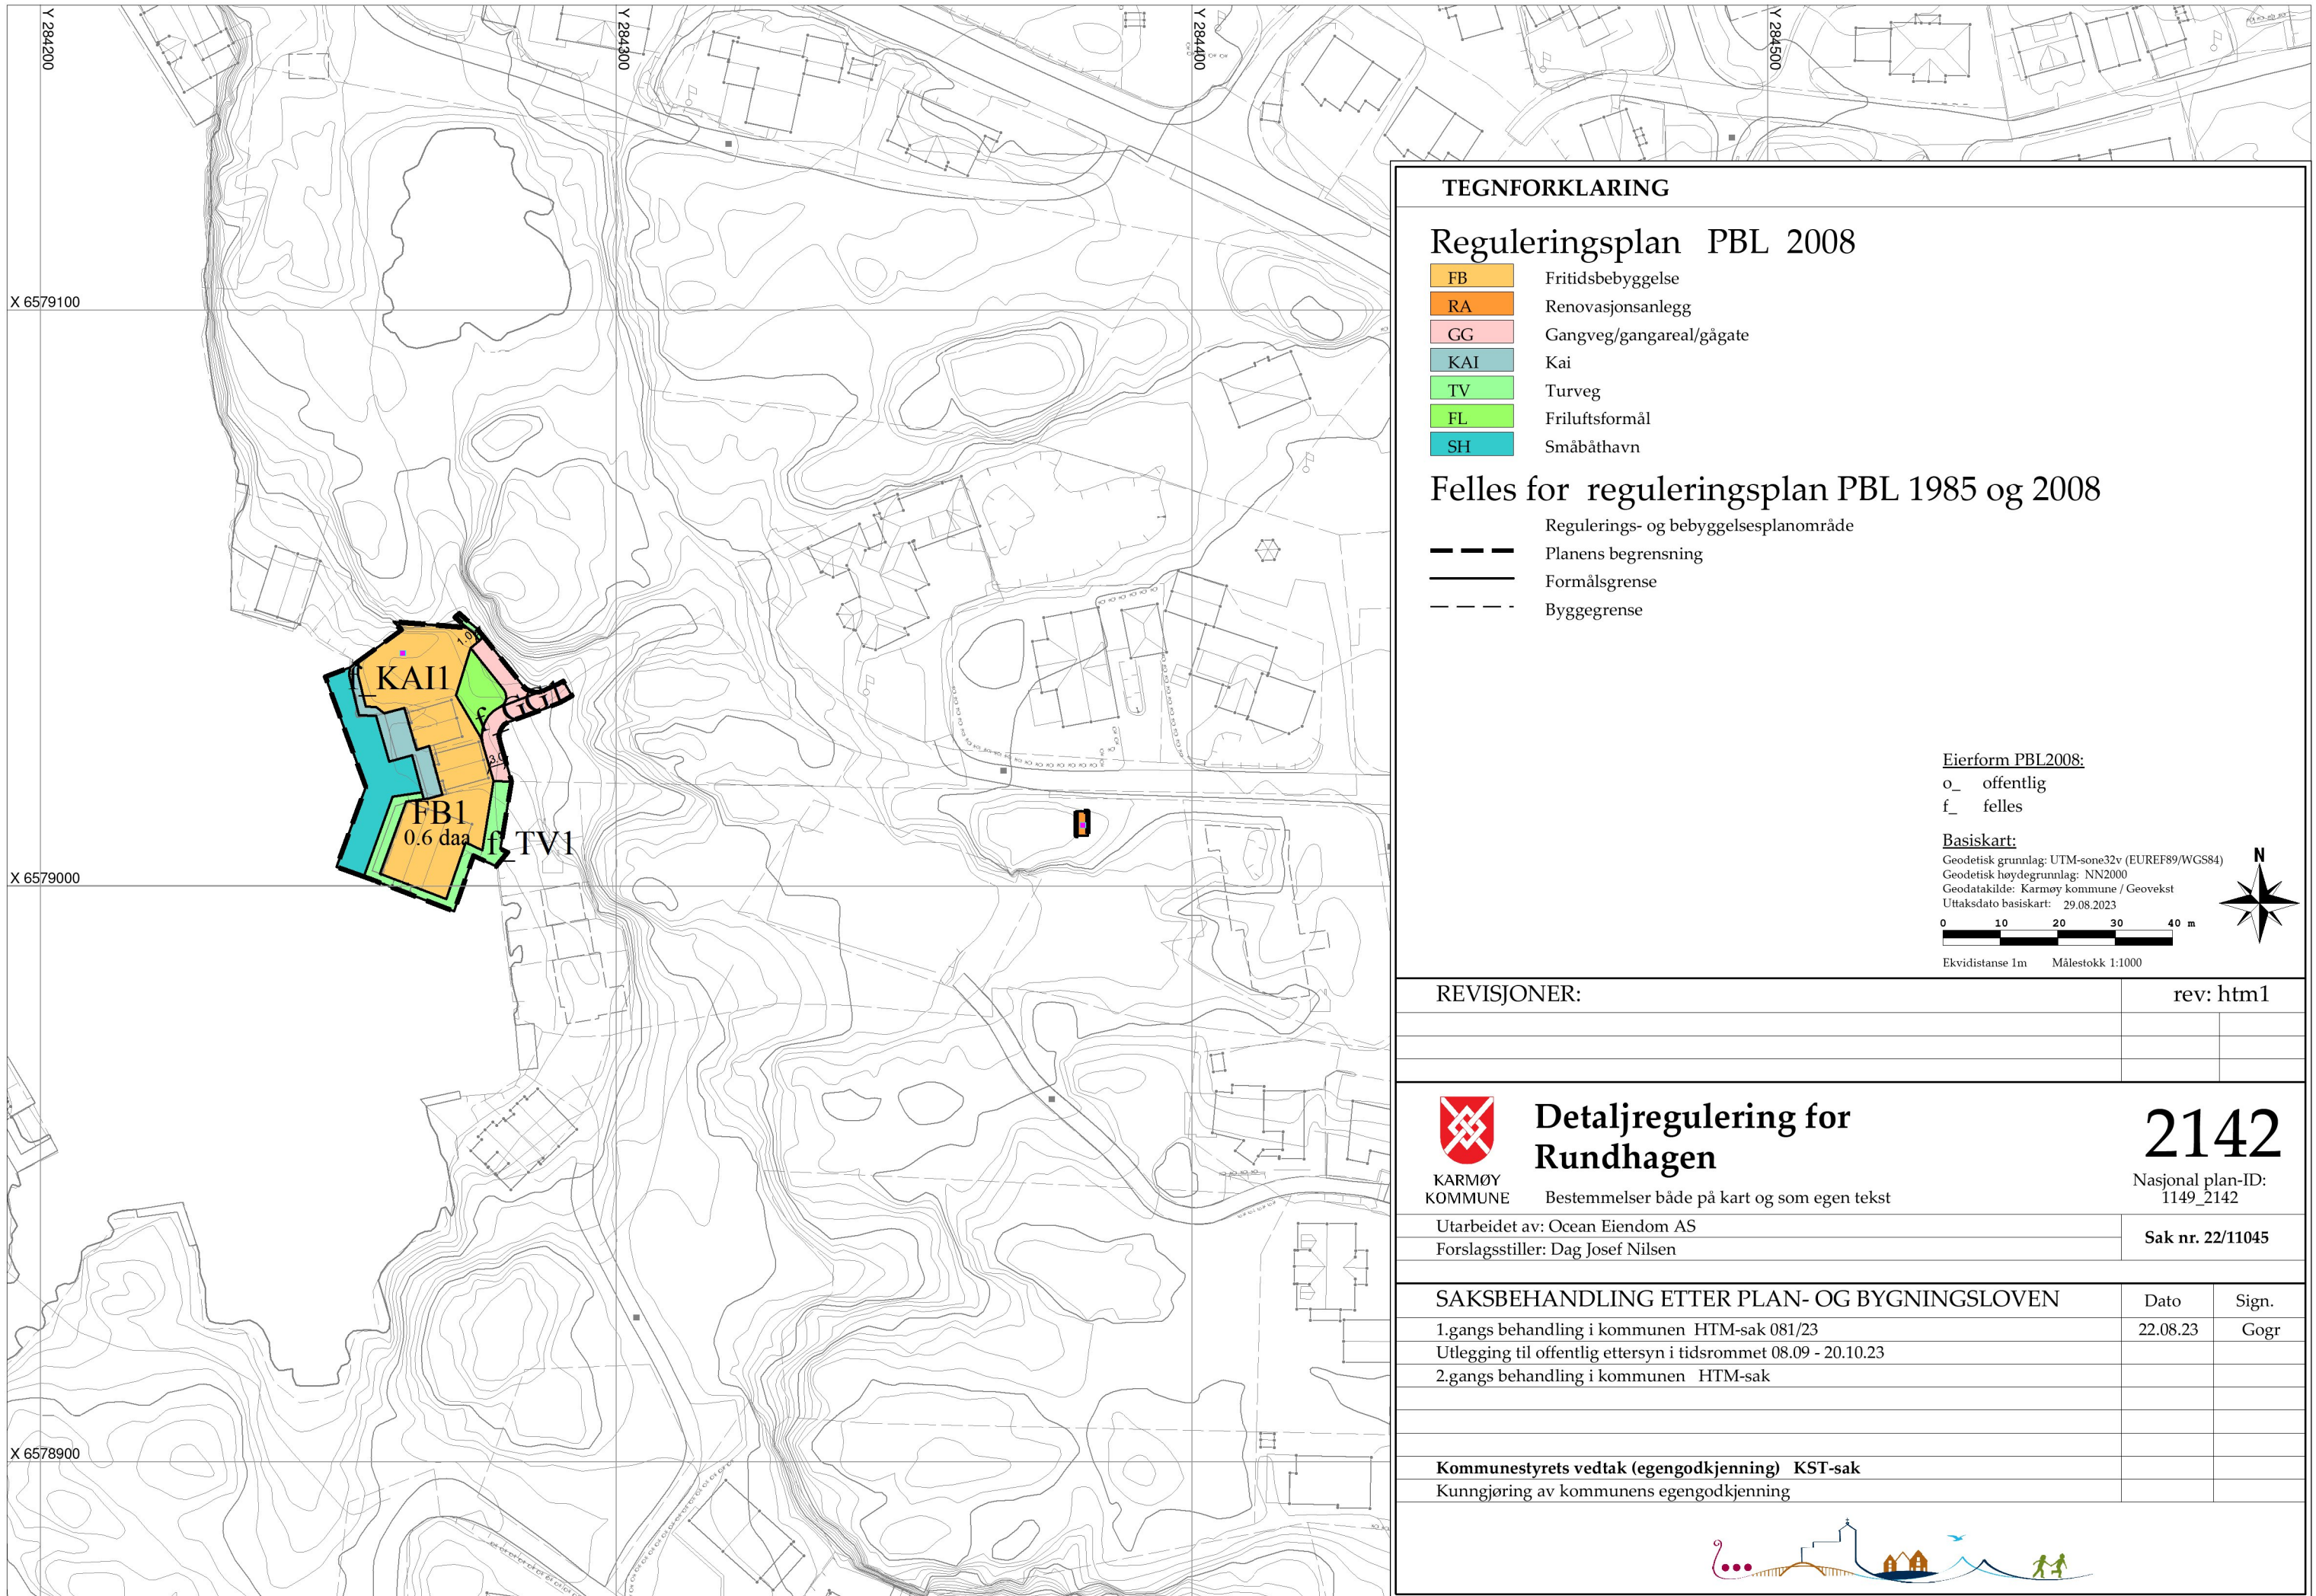 Y 284200
Y 284300
Y 284400
Y 284500
X 6579100
X 6579000
X 6578900
1.0
f_KAI1
f_GG1
3.0
FB1
0.6 daa
f_TV1
TEGNFORKLARING
Reguleringsplan PBL 2008
FB Fritidsbebyggelse
RA Renovasjonsanlegg
GG Gangveg/gangareal/gågate
KAI Kai
TV Turveg
FL Friluftsformål
SH Småbåthavn
Felles for reguleringsplan PBL 1985 og 2008
Regulerings- og bebyggelsesplanområde
Planens begrensning
Formålsgrense
Byggegrense
Eierform PBL2008:
o_ offentlig
f_ felles
Basiskart:
Geodetisk grunnlag: UTM-sone32v (EUREF89/WGS84)
Geodetisk høydegrunnlag: NN2000
Geodatakilde: Karmøy kommune / Geovekst
Uttaksdato basiskart: 29.08.2023
N
0 10 20 30 40 m
Ekvidistanse 1m Målestokk 1:1000
REVISJONER: rev: htm1
KARMØY
KOMMUNE
Detaljregulering for
Rundhagen
Bestemmelser både på kart og som egen tekst
2142
Nasjonal plan-ID:
1149_2142
Utarbeidet av: Ocean Eiendom AS
Forslagsstiller: Dag Josef Nilsen
Sak nr. 22/11045
SAKSBEHANDLING ETTER PLAN- OG BYGNINGSLOVEN Dato Sign.
1.gangs behandling i kommunen HTM-sak 081/23 22.08.23 Gogr
Utlegging til offentlig ettersyn i tidsrommet 08.09 - 20.10.23
2.gangs behandling i kommunen HTM-sak
Kommunestyrets vedtak (egengodkjenning) KST-sak
Kunngjøring av kommunens egengodkjenning